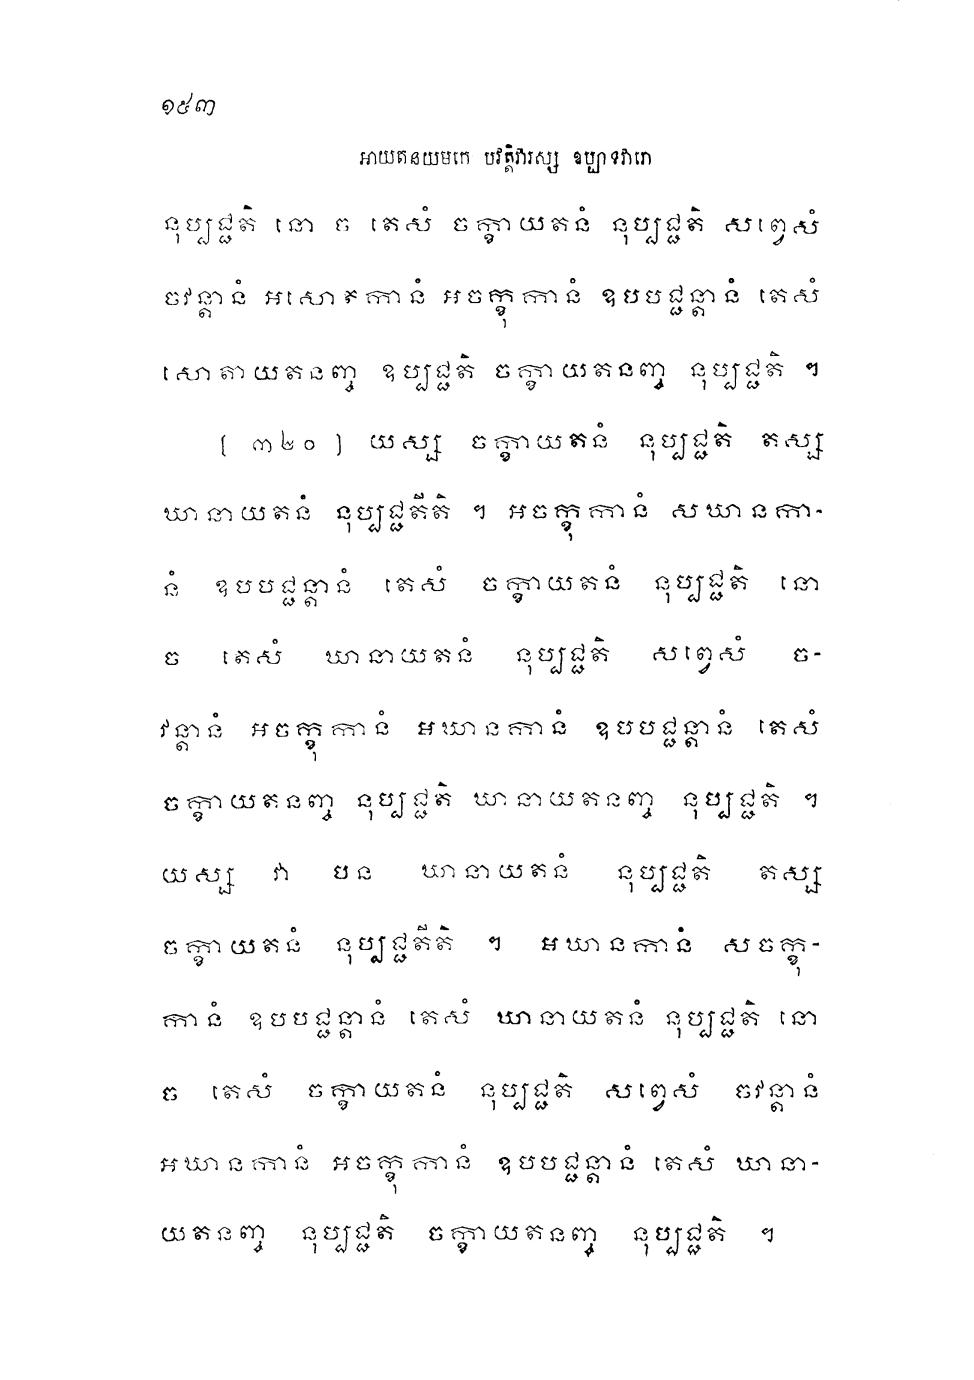 ១៥៣
អាយតនយមកេ បវត្តិវារស្ស ឧប្បាទវារោ
នុប្បជ្ជតិ នោ ច តេសំ ចក្ខាយតនំ នុប្បជ្ជតិ សព្វេសំ
ចវន្តានំ អសោតកានំ អចក្ខុកានំ ឧបបជ្ជន្តានំ តេសំ
សោតាយតនញ្ច ឧប្បជ្ជតិ ចក្ខាយតនញ្ច នុប្បជ្ជតិ ។
[ ៣២០ ] យស្ស ចក្ខាយតនំ នុប្បជ្ជតិ តស្ស
ឃានាយតនំ នុប្បជ្ជតីតិ ។ អចក្ខុកានំ សឃានកា-
នំ ឧបបជ្ជន្តានំ តេសំ ចក្ខាយតនំ នុប្បជ្ជតិ នោ
ច តេសំ ឃានាយតនំ នុប្បជ្ជតិ សព្វេសំ ច-
វន្តានំ អចក្ខុកានំ អឃានកានំ ឧបបជ្ជន្តានំ តេសំ
ចក្ខាយតនញ្ច នុប្បជ្ជតិ ឃានាយតនញ្ច នុប្បជ្ជតិ ។
យស្ស វា បន ឃានាយតនំ នុប្បជ្ជតិ តស្ស
ចក្ខាយតនំ នុប្បជ្ជតីតិ ។ អឃានកានំ សចក្ខុ-
កានំ ឧបបជ្ជន្តានំ តេសំ ឃានាយតនំ នុប្បជ្ជតិ នោ
ច តេសំ ចក្ខាយតនំ នុប្បជ្ជតិ សព្វេសំ ចវន្តានំ
អឃានកានំ អចក្ខុកានំ ឧបបជ្ជន្តានំ តេសំ ឃានា-
យតនញ្ច នុប្បជ្ជតិ ចក្ខាយតនញ្ច នុប្បជ្ជតិ ។